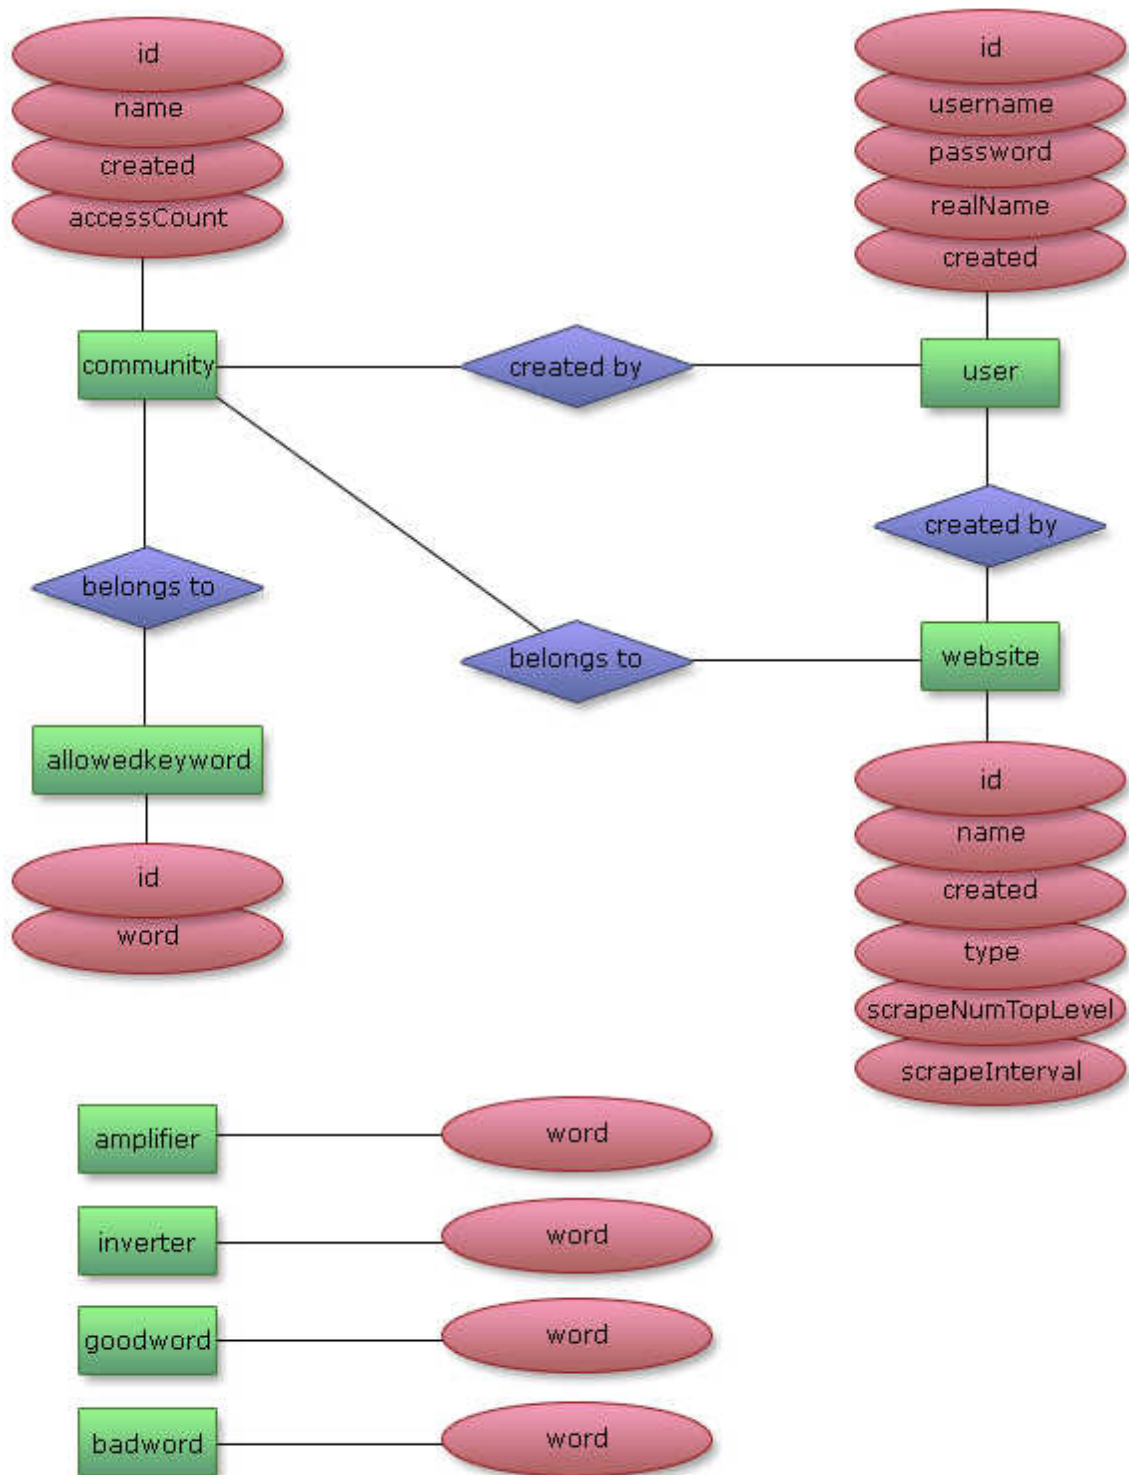 id
name
created
accessCount
id
username
password
realName
created
community
created by
user
created by
belongs to
belongs to
website
allowedkeyword
id
word
id
name
created
type
scrapeNumTopLevel
scrapeInterval
amplifier
word
inverter
word
goodword
word
badword
word